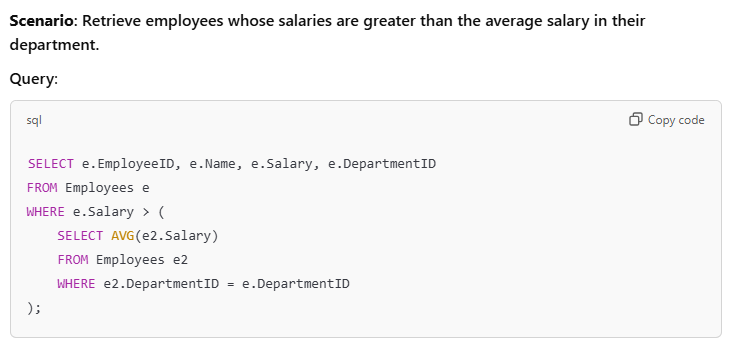 Scenario: Retrieve employees whose salaries are greater than the average salary in their
department.
Query:
sql
Copy code
SELECT e.EmployeeID, e.Name, e.Salary, e.DepartmentID
FROM Employees e
WHERE e.Salary > (
    SELECT AVG(e2.Salary)
    FROM Employees e2
    WHERE e2.DepartmentID = e.DepartmentID
);